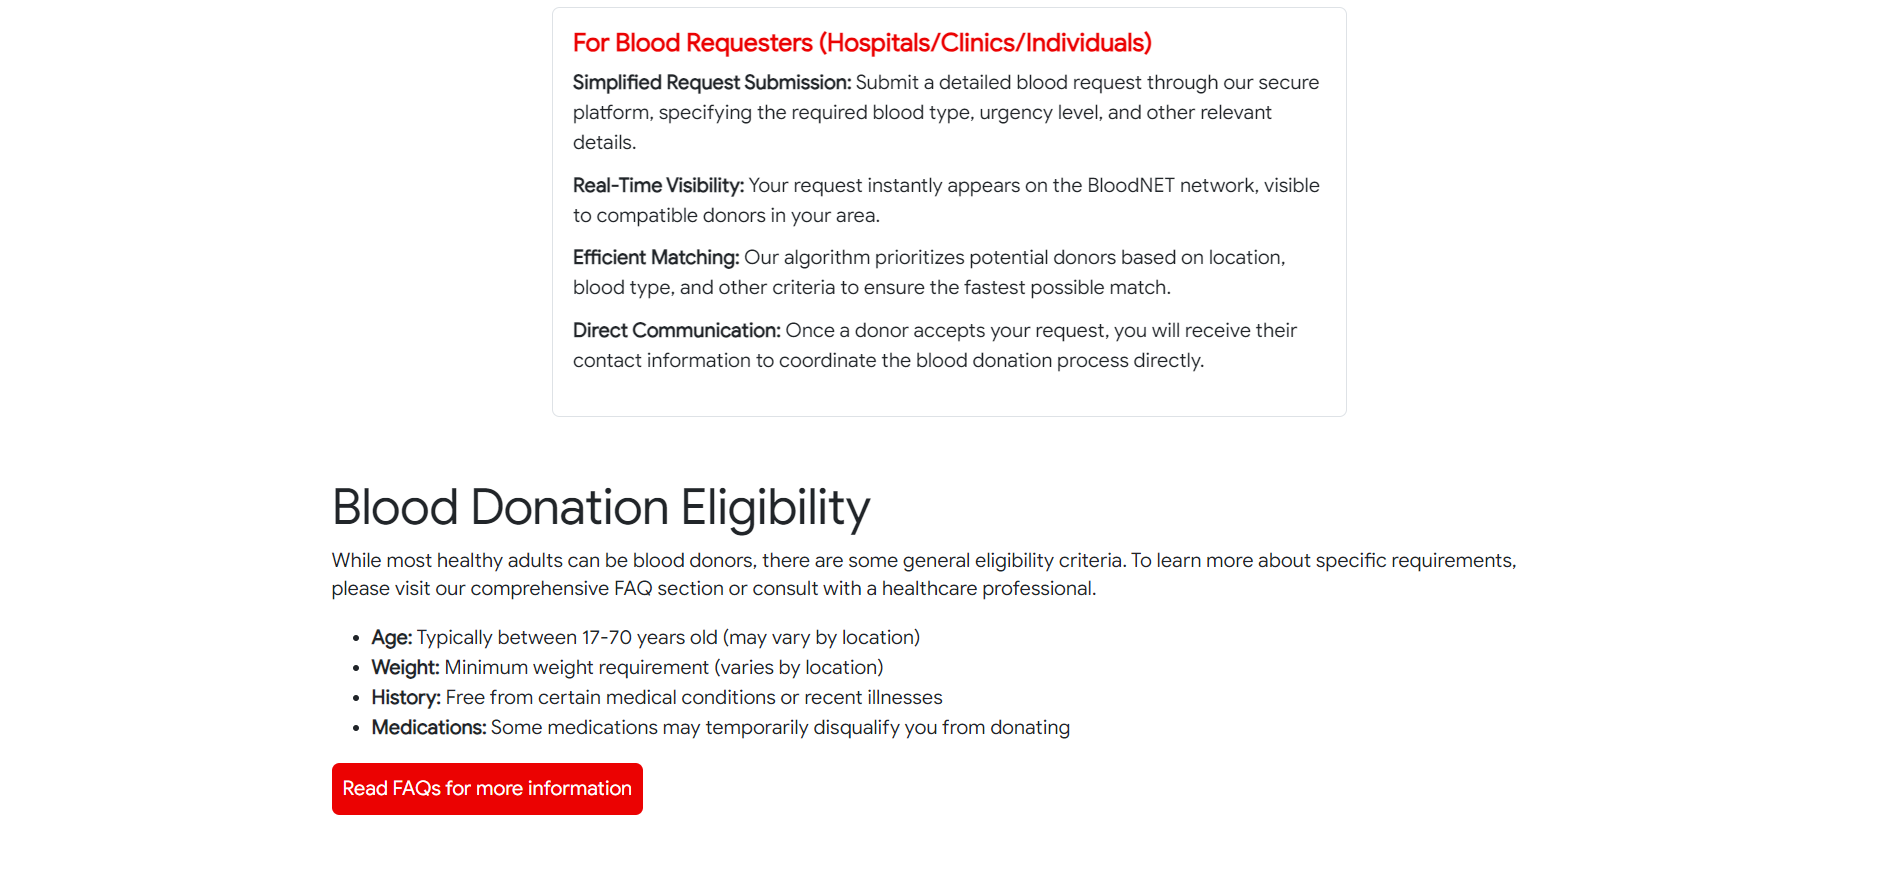 For Blood Requesters (Hospitals/Clinics/Individuals)
Simplified Request Submission: Submit a detailed blood request through our secure
platform, specifying the required blood type, urgency level, and other relevant
details.
Real-Time Visibility: Your request instantly appears on the BloodNET network, visible
to compatible donors in your area.
Efficient Matching: Our algorithm prioritizes potential donors based on location,
blood type, and other criteria to ensure the fastest possible match.
Direct Communication: Once a donor accepts your request, you will receive their
contact information to coordinate the blood donation process directly.
Blood Donation Eligibility
While most healthy adults can be blood donors, there are some general eligibility criteria. To learn more about specific requirements,
please visit our comprehensive FAQ section or consult with a healthcare professional.
• Age: Typically between 17-70 years old (may vary by location)
• Weight: Minimum weight requirement (varies by location)
• History: Free from certain medical conditions or recent illnesses
• Medications: Some medications may temporarily disqualify you from donating
Read FAQs for more information